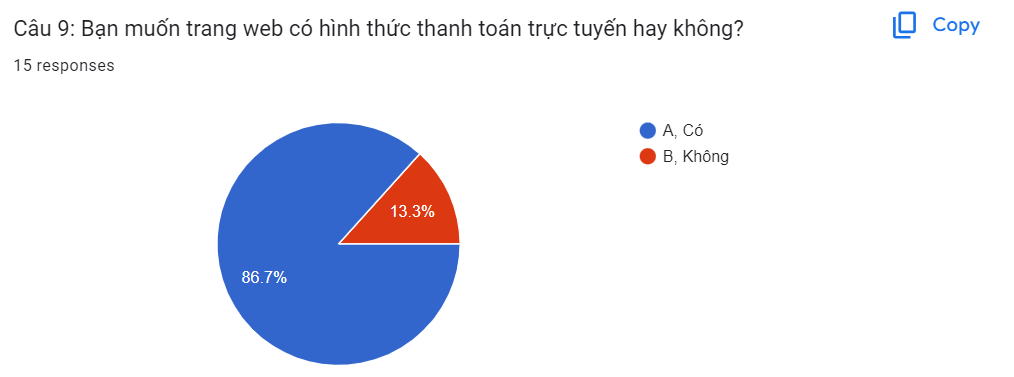 Câu 9: Bạn muốn trang web có hình thức thanh toán trực tuyến hay không?
Copy
15 responses
A, Có
B, Không
13.3%
86.7%